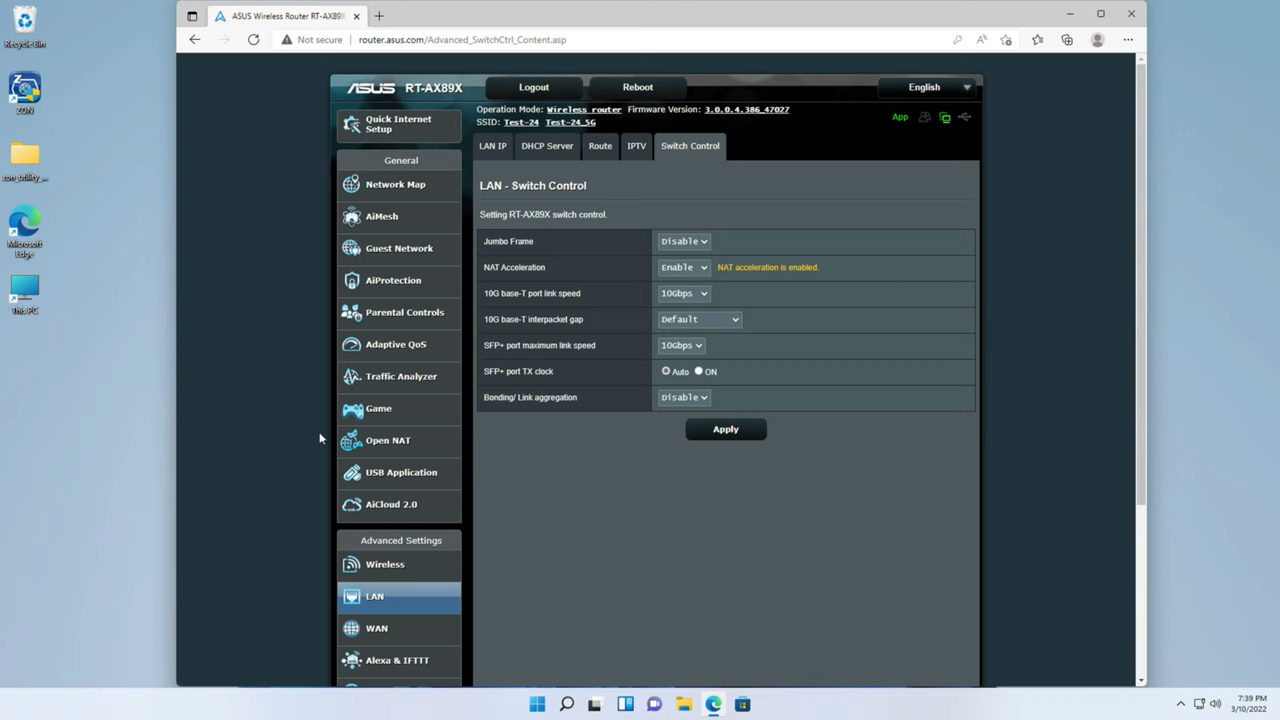 Recycle Bin
ZON
zon_utility_...
Microsoft
Edge
This PC
ASUS Wireless Router RT-AX89X
Not secure
router.asus.com/Advanced_SwitchCtrl_Content.asp
ASUS RT-AX89X
Logout
Reboot
English
Quick Internet
Setup
General
Network Map
AiMesh
Guest Network
AiProtection
Parental Controls
Adaptive QoS
Traffic Analyzer
Game
Open NAT
USB Application
AiCloud 2.0
Advanced Settings
Wireless
LAN
WAN
Alexa & IFTTT
Operation Mode: Wireless router Firmware Version: 3.0.0.4.386_47027
SSID: Test-24 Test-24_5G
App
LAN IP DHCP Server Route IPTV Switch Control
LAN - Switch Control
Setting RT-AX89X switch control.
Jumbo Frame Disable
NAT Acceleration Enable NAT acceleration is enabled.
10G base-T port link speed 10Gbps
10G base-T interpacket gap Default
SFP+ port maximum link speed 10Gbps
SFP+ port TX clock Auto ON
Bonding/ Link aggregation Disable
Apply
7:39 PM
3/10/2022